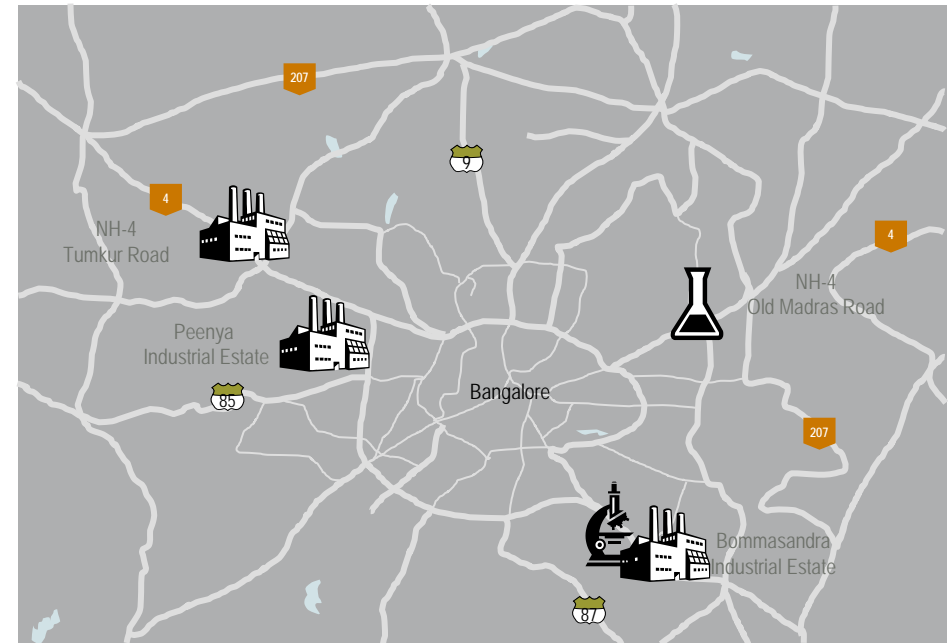 207
9
4
NH-4
Tumkur Road
4
NH-4
Old Madras Road
Peenya
Industrial Estate
85
Bangalore
207
Bommasandra
Industrial Estate
87